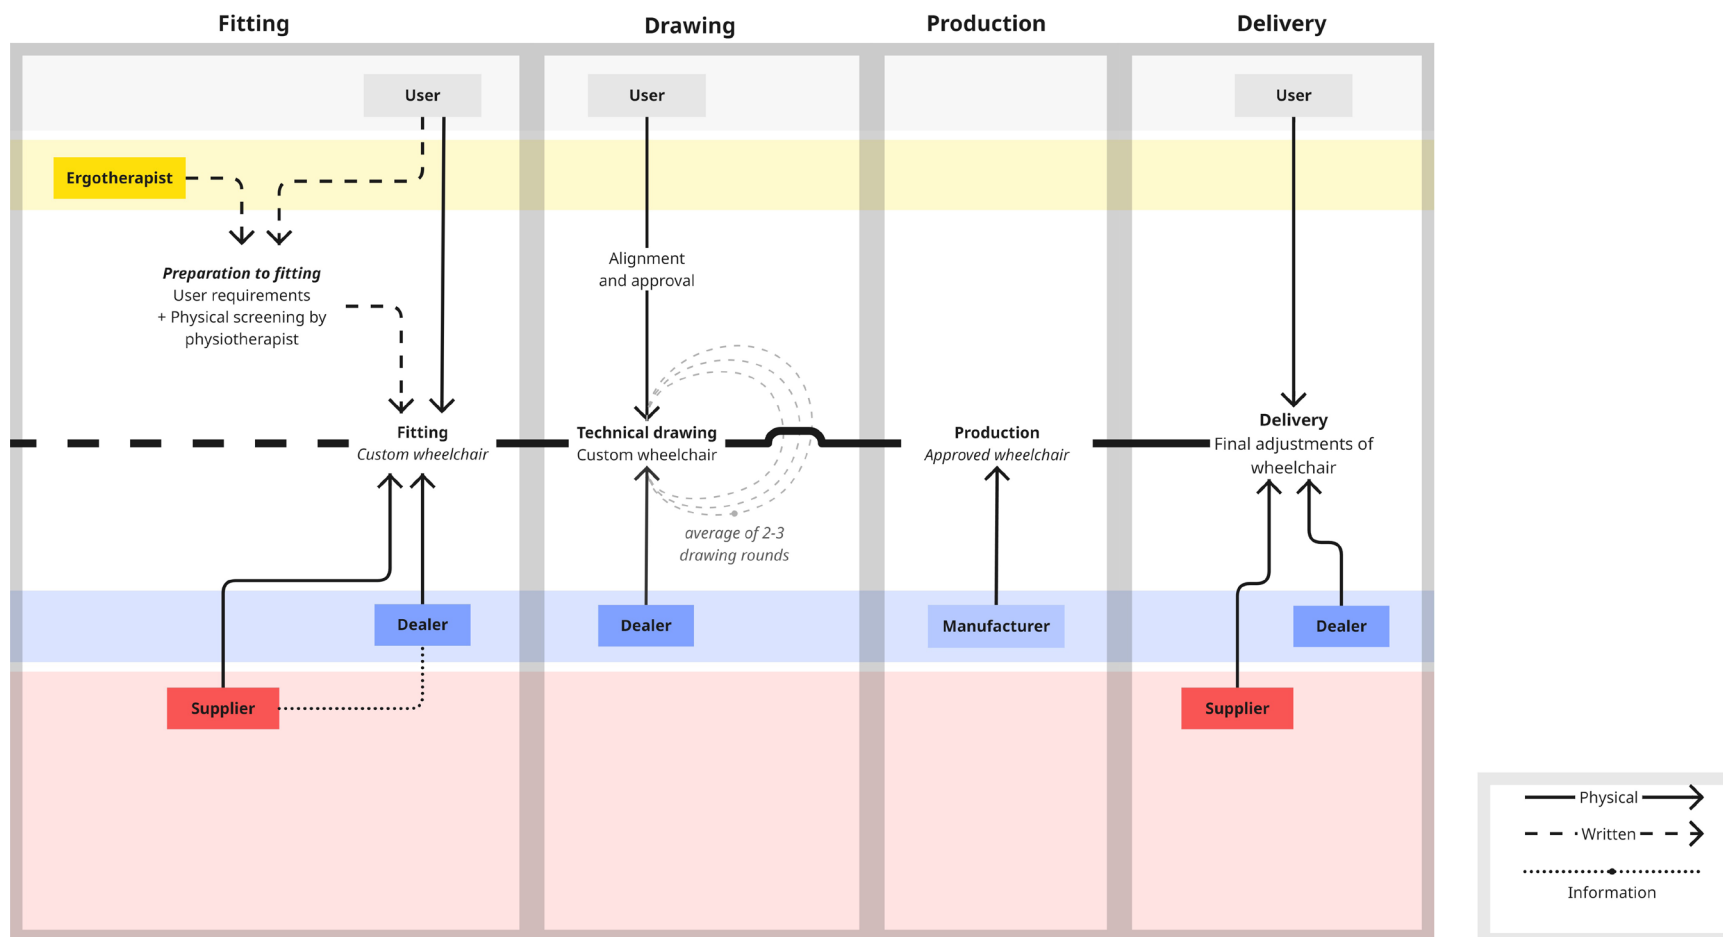 Fitting
Drawing
Production
Delivery
User
User
User
Ergotherapist
Preparation to fitting
User requirements
+ Physical screening by
physiotherapist
Alignment
and approval
Fitting
Custom wheelchair
Technical drawing
Custom wheelchair
Production
Approved wheelchair
Delivery
Final adjustments of
wheelchair
average of 2-3
drawing rounds
Dealer
Dealer
Manufacturer
Dealer
Supplier
Supplier
Physical
Written
Information